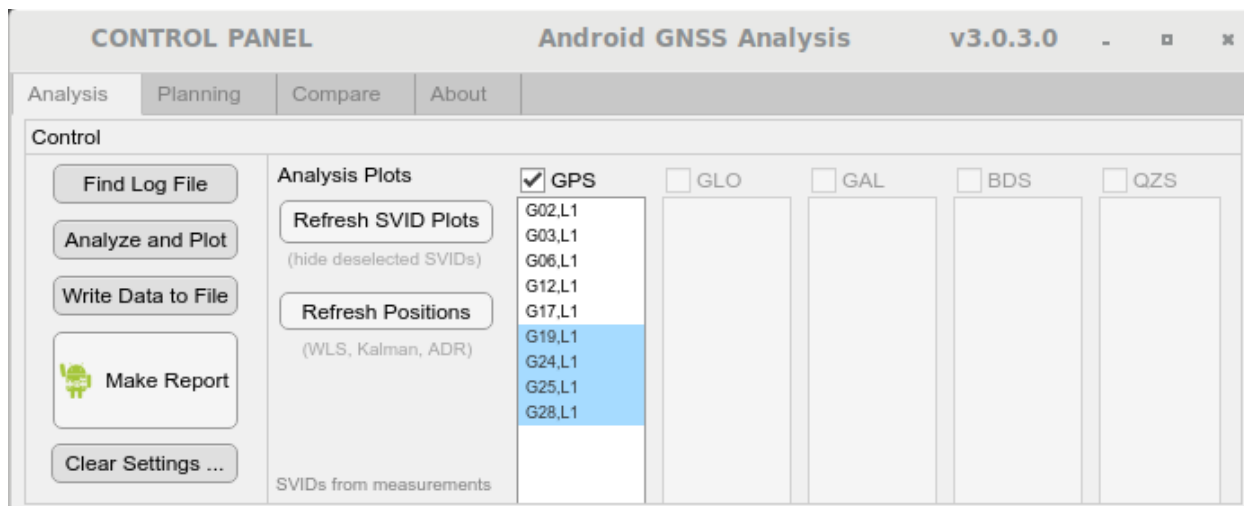 CONTROL PANEL Android GNSS Analysis v3.0.3.0
Analysis Planning Compare About
Control
Find Log File
Analyze and Plot
Write Data to File
Make Report
Clear Settings ...
Analysis Plots
Refresh SVID Plots
(hide deselected SVIDs)
Refresh Positions
(WLS, Kalman, ADR)
SVIDs from measurements
GPS GLO GAL BDS QZS
G02,L1
G03,L1
G06,L1
G12,L1
G17,L1
G19,L1
G24,L1
G25,L1
G28,L1